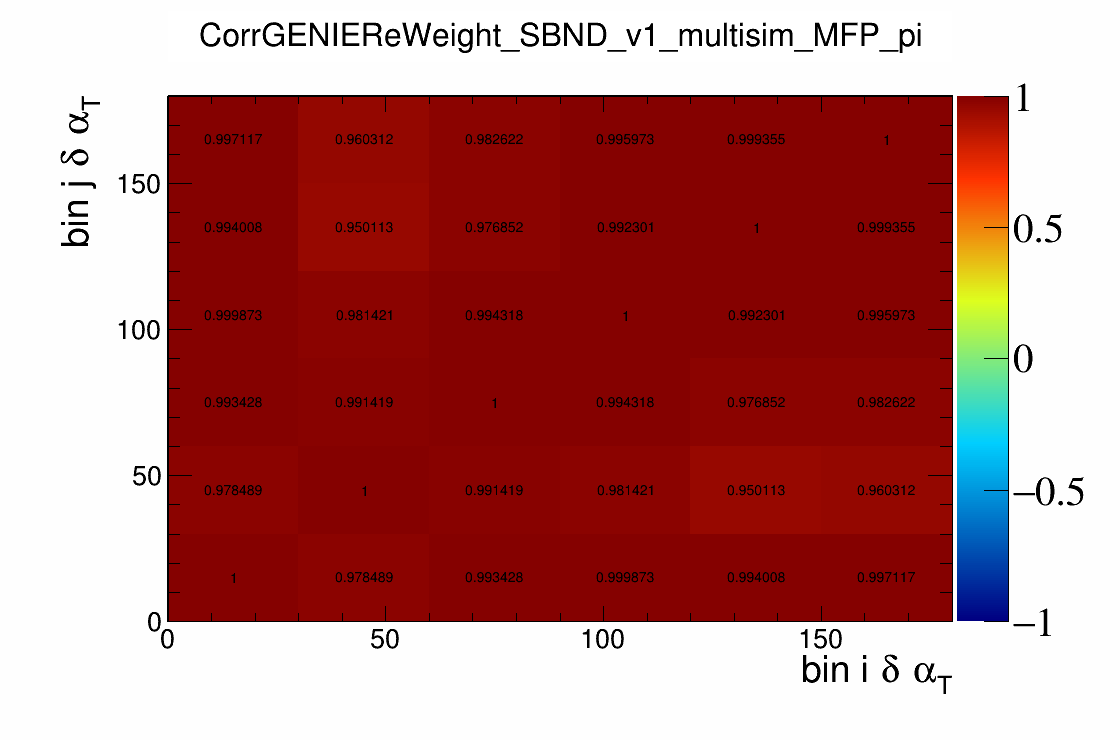 CorrGENIEReWeight_SBND_v1_multisim_MFP_pi
bin j δ α_T
150
100
50
0
0.997117 0.960312 0.982622 0.995973 0.999355 1
0.994008 0.950113 0.976852 0.992301 1 0.999355
0.999873 0.981421 0.994318 1 0.992301 0.995973
0.993428 0.991419 1 0.994318 0.976852 0.982622
0.978489 1 0.991419 0.981421 0.950113 0.960312
1 0.978489 0.993428 0.999873 0.994008 0.997117
0 50 100 150
bin i δ α_T
1
0.5
0
−0.5
−1